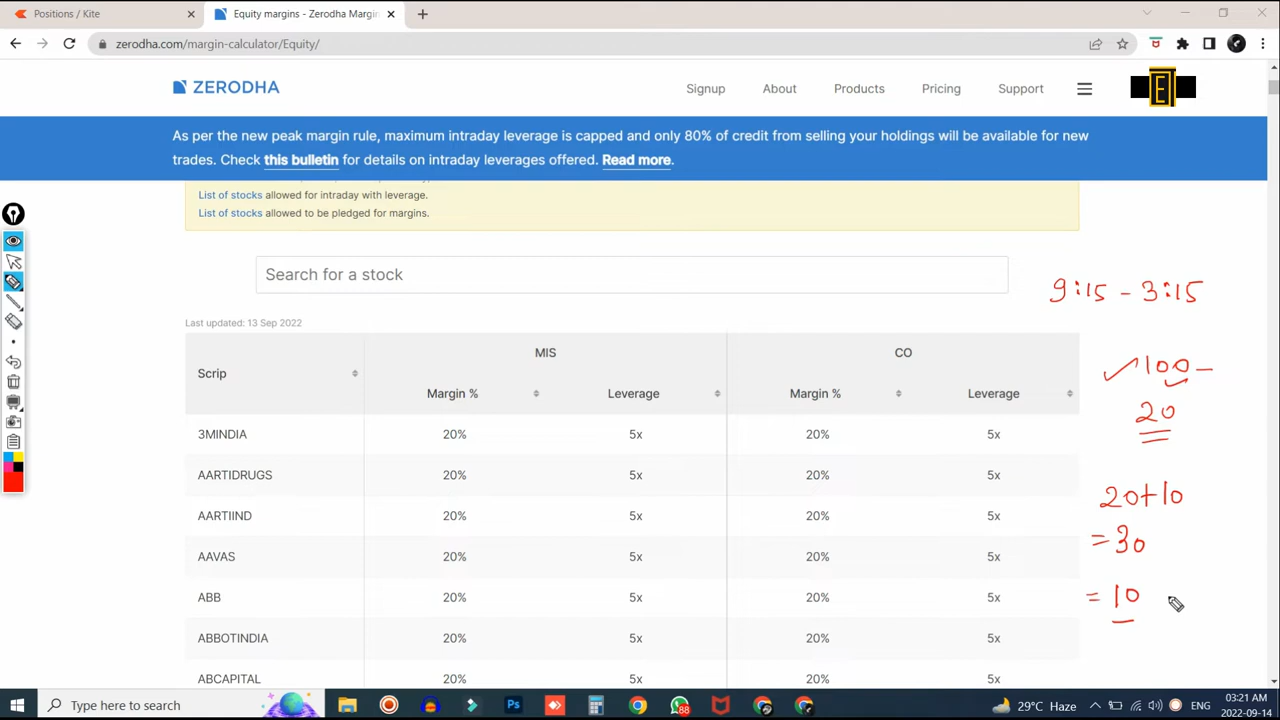 Positions / Kite
Equity margins - Zerodha Margin
zerodha.com/margin-calculator/Equity/
ZERODHA
Signup
About
Products
Pricing
Support
E
As per the new peak margin rule, maximum intraday leverage is capped and only 80% of credit from selling your holdings will be available for new
trades. Check this bulletin for details on intraday leverages offered. Read more.
List of stocks allowed for intraday with leverage.
List of stocks allowed to be pledged for margins.
Search for a stock
9:15 - 3:15
Last updated: 13 Sep 2022
MIS
CO
Scrip
Margin %
Leverage
Margin %
Leverage
3MINDIA 20% 5x 20% 5x
AARTIDRUGS 20% 5x 20% 5x
AARTIIND 20% 5x 20% 5x
AAVAS 20% 5x 20% 5x
ABB 20% 5x 20% 5x
ABBOTINDIA 20% 5x 20% 5x
ABCAPITAL 20% 5x 20% 5x
✓100 -
20
20+10
= 30
= 10
Type here to search
Ps
88
29°C Haze
ENG
03:21 AM
2022-09-14